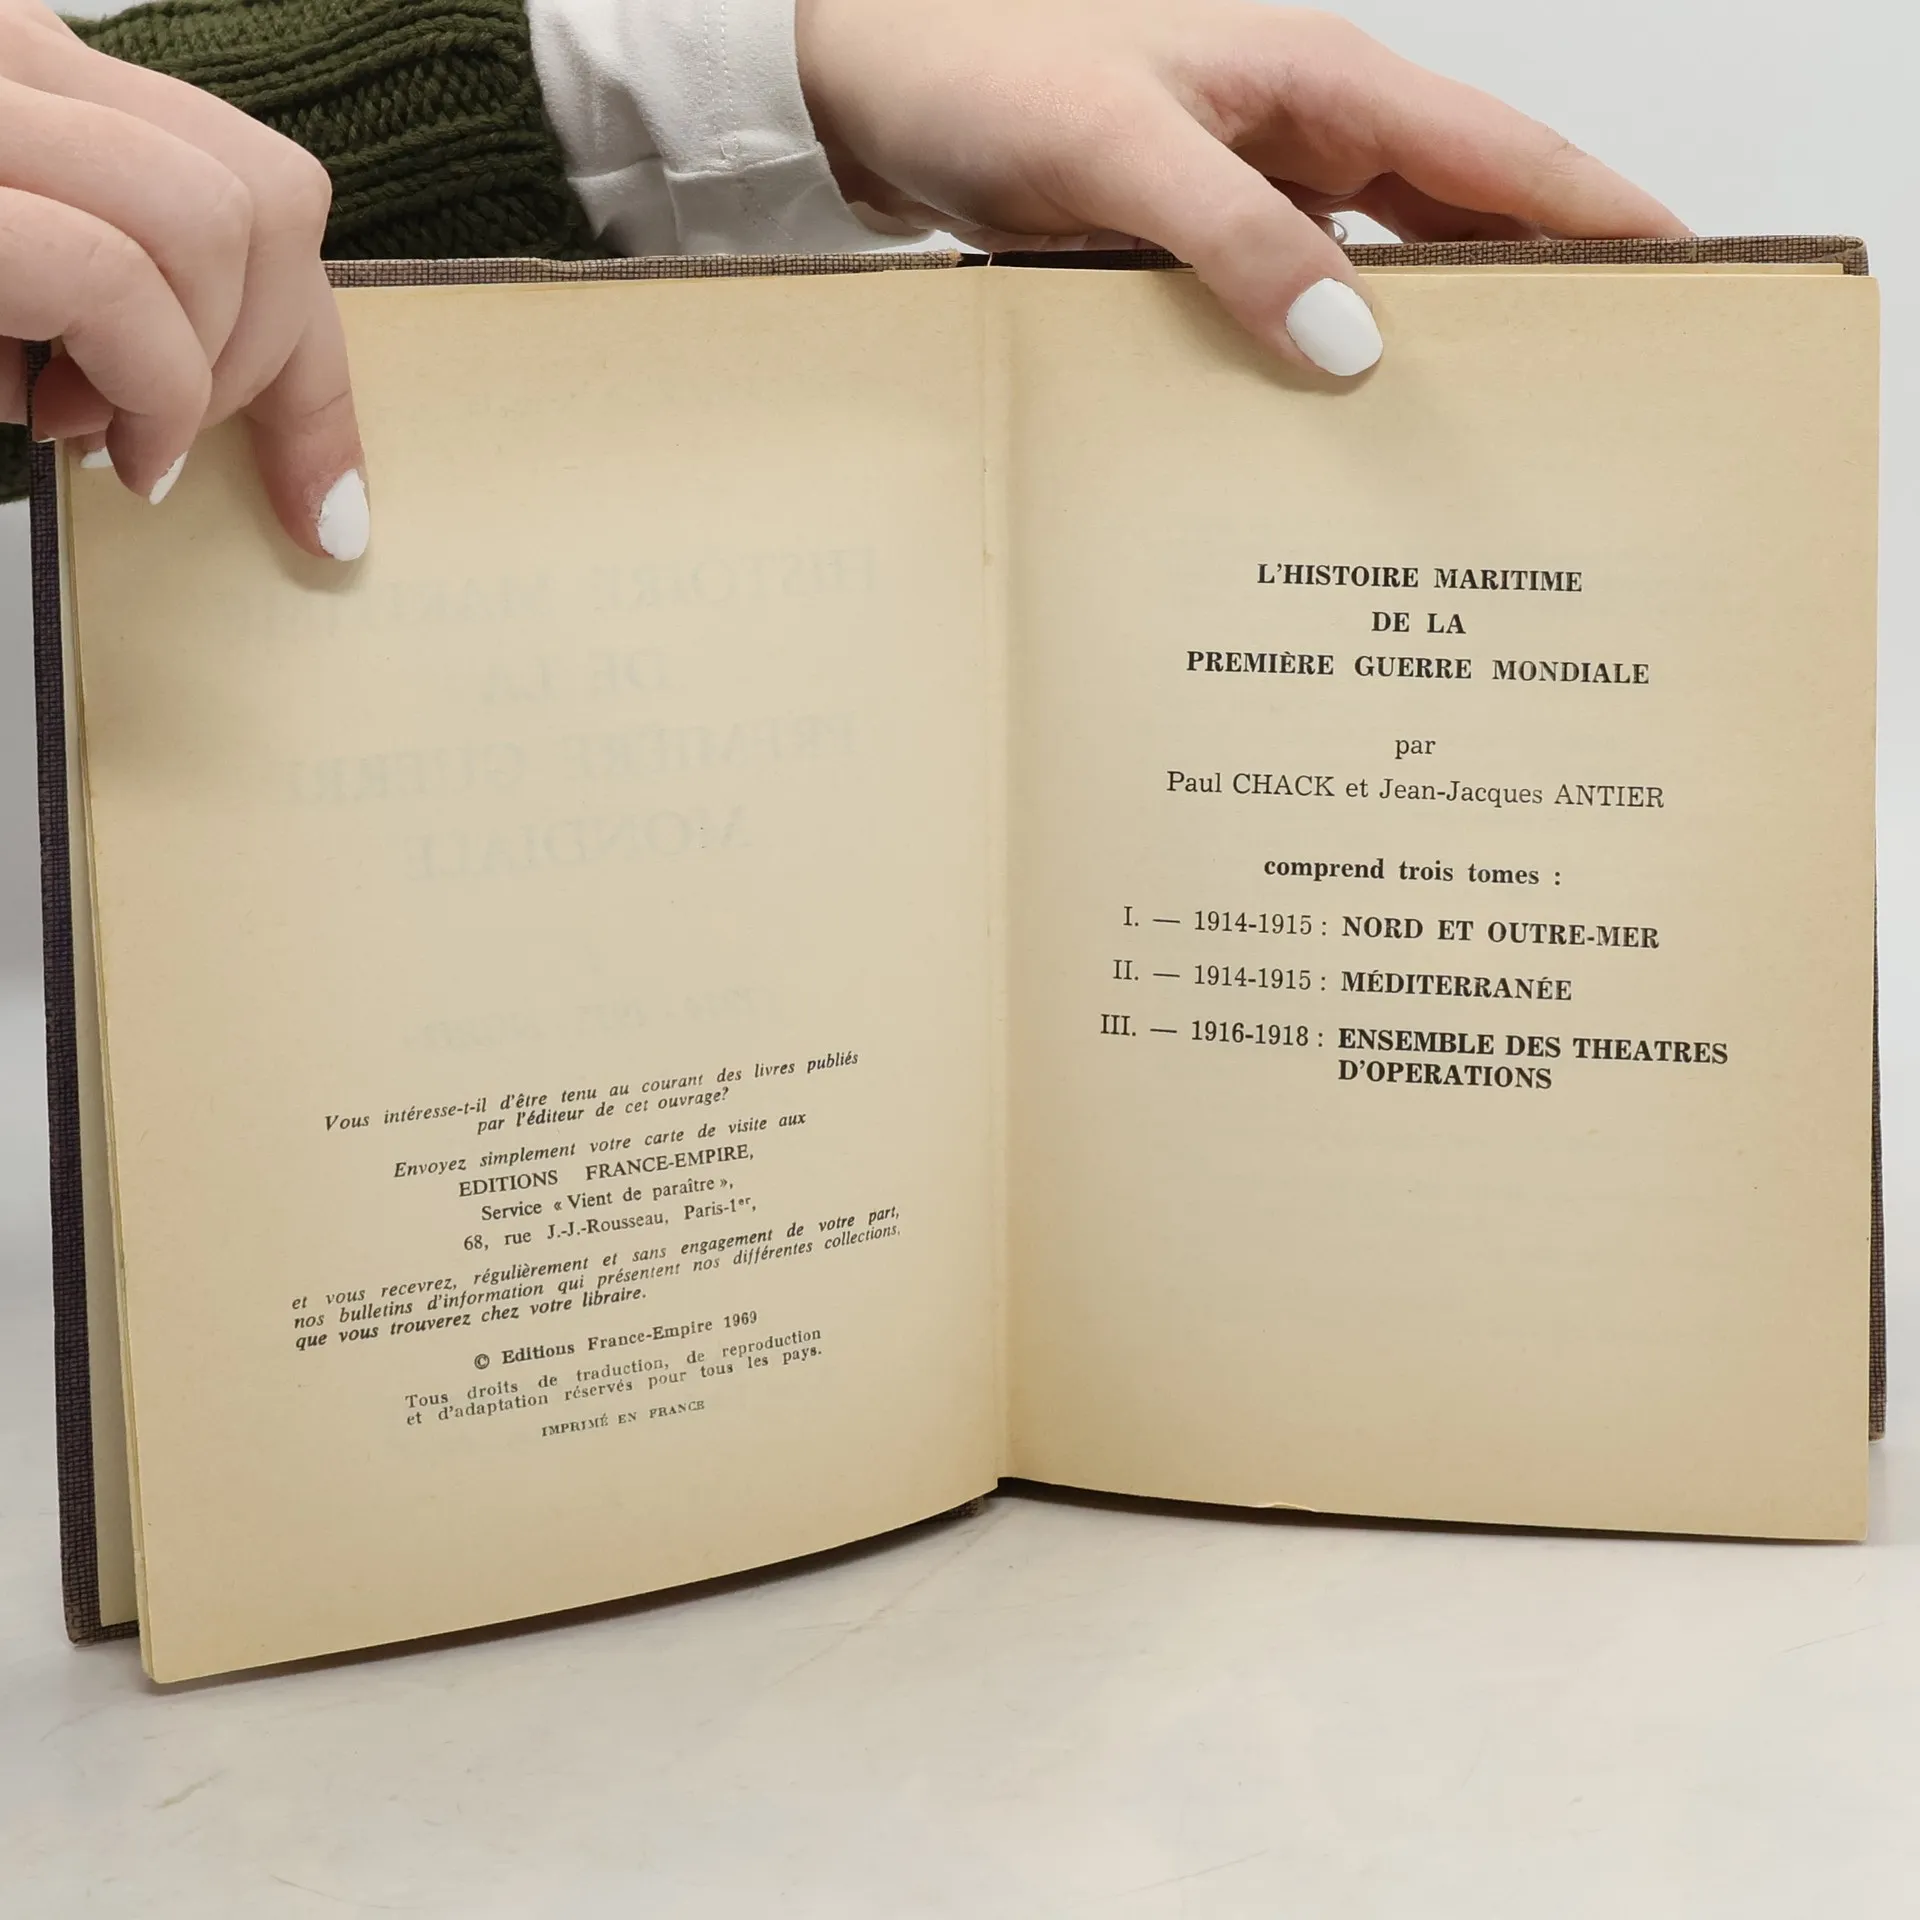 Vous intéresse-t-il d'être tenu au courant des livres publiés
par l'éditeur de cet ouvrage?
Envoyez simplement votre carte de visite aux
EDITIONS FRANCE-EMPIRE,
Service « Vient de paraître »,
68, rue J.-J.-Rousseau, Paris-1er,
et vous recevrez, régulièrement et sans engagement de votre part,
nos bulletins d'information qui présentent nos différentes collections,
que vous trouverez chez votre libraire.
© Editions France-Empire 1969
Tous droits de traduction, de reproduction
et d'adaptation réservés pour tous les pays.
IMPRIMÉ EN FRANCE
L'HISTOIRE MARITIME
DE LA
PREMIÈRE GUERRE MONDIALE
par
Paul CHACK et Jean-Jacques ANTIER
comprend trois tomes :
I. — 1914-1915 : NORD ET OUTRE-MER
II. — 1914-1915 : MÉDITERRANÉE
III. — 1916-1918 : ENSEMBLE DES THEATRES
D'OPERATIONS